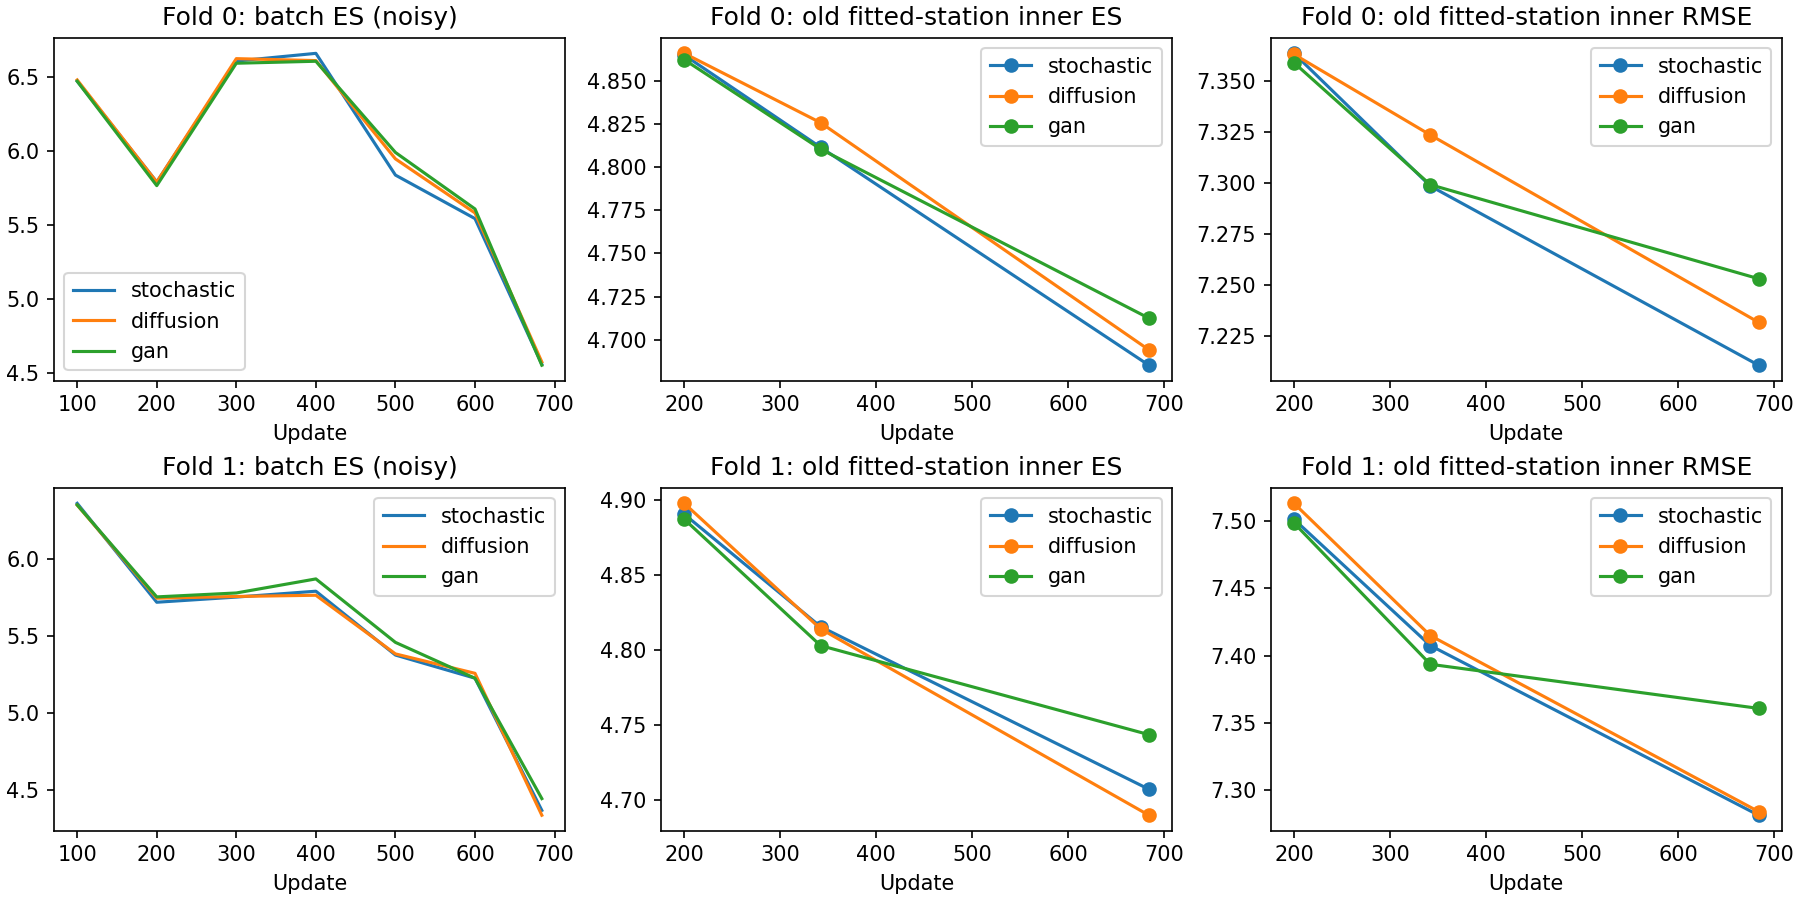 Fold 0: batch ES (noisy)
6.5
6.0
5.5
5.0
4.5
stochastic
diffusion
gan
100 200 300 400 500 600 700
Update
Fold 0: old fitted-station inner ES
4.850
4.825
4.800
4.775
4.750
4.725
4.700
stochastic
diffusion
gan
200 300 400 500 600 700
Update
Fold 0: old fitted-station inner RMSE
7.350
7.325
7.300
7.275
7.250
7.225
stochastic
diffusion
gan
200 300 400 500 600 700
Update
Fold 1: batch ES (noisy)
6.0
5.5
5.0
4.5
stochastic
diffusion
gan
100 200 300 400 500 600 700
Update
Fold 1: old fitted-station inner ES
4.90
4.85
4.80
4.75
4.70
stochastic
diffusion
gan
200 300 400 500 600 700
Update
Fold 1: old fitted-station inner RMSE
7.50
7.45
7.40
7.35
7.30
stochastic
diffusion
gan
200 300 400 500 600 700
Update